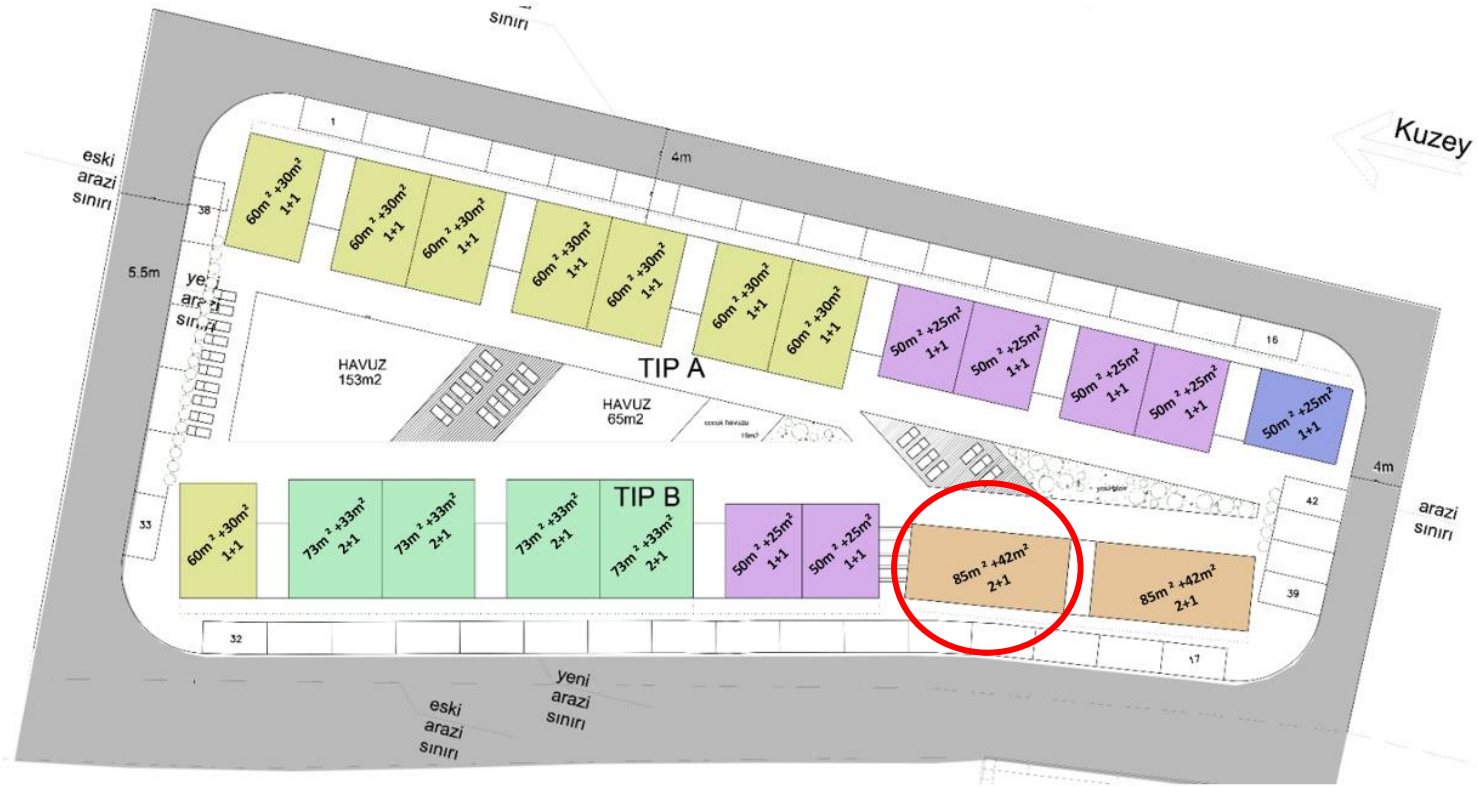 sınırı
Kuzey
1
4m
eski
arazi
sınırı
38
60m² +30m²
1+1
60m² +30m²
1+1
60m² +30m²
1+1
60m² +30m²
1+1
60m² +30m²
1+1
60m² +30m²
1+1
60m² +30m²
1+1
50m² +25m²
1+1
50m² +25m²
1+1
50m² +25m²
1+1
50m² +25m²
1+1
50m² +25m²
1+1
16
5.5m
4m
HAVUZ
153m2
TIP A
HAVUZ
65m2
cocuk havuzu
42
arazi
sınırı
33
60m² +30m²
1+1
73m² +33m²
2+1
73m² +33m²
2+1
73m² +33m²
2+1
TIP B
73m² +33m²
2+1
50m² +25m²
1+1
50m² +25m²
1+1
85m² +42m²
2+1
85m² +42m²
2+1
39
32
17
yeni
arazi
sınırı
eski
arazi
sınırı